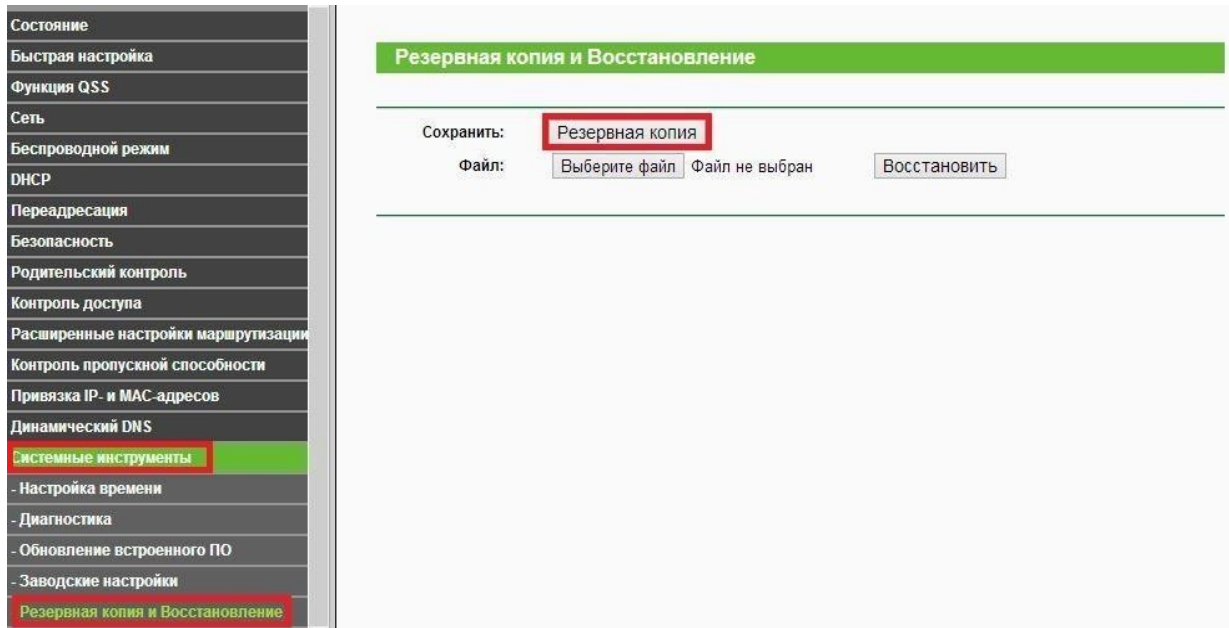 Состояние
Быстрая настройка
Функция QSS
Сеть
Беспроводной режим
DHCP
Переадресация
Безопасность
Родительский контроль
Контроль доступа
Расширенные настройки маршрутизации
Контроль пропускной способности
Привязка IP- и MAC-адресов
Динамический DNS
Системные инструменты
- Настройка времени
- Диагностика
- Обновление встроенного ПО
- Заводские настройки
Резервная копия и Восстановление
Резервная копия и Восстановление
Сохранить: Резервная копия
Файл: Выберите файл Файл не выбран Восстановить